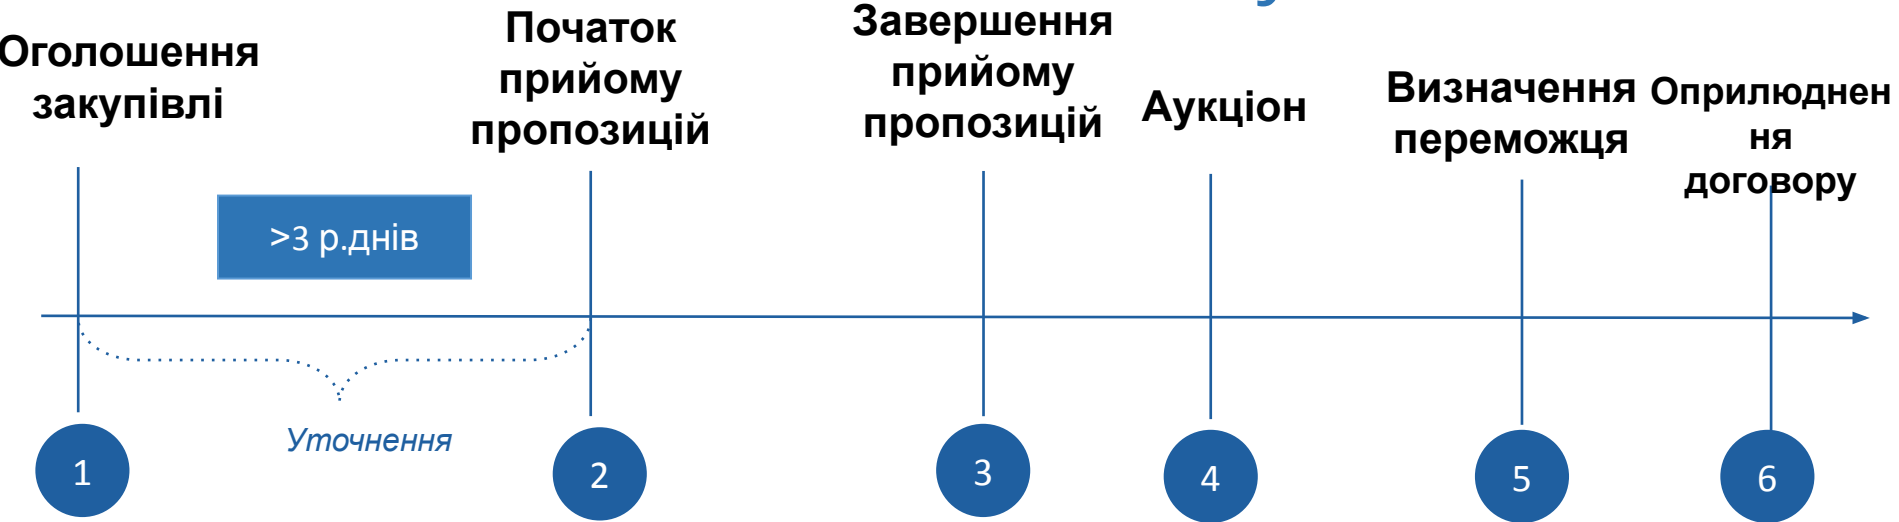 Оголошення
закупівлі
Початок
прийому
пропозицій
Завершення
прийому
пропозицій
Аукціон
Визначення
переможця
Оприлюднен
ня
договору
>3 р.днів
Уточнення
1
2
3
4
5
6